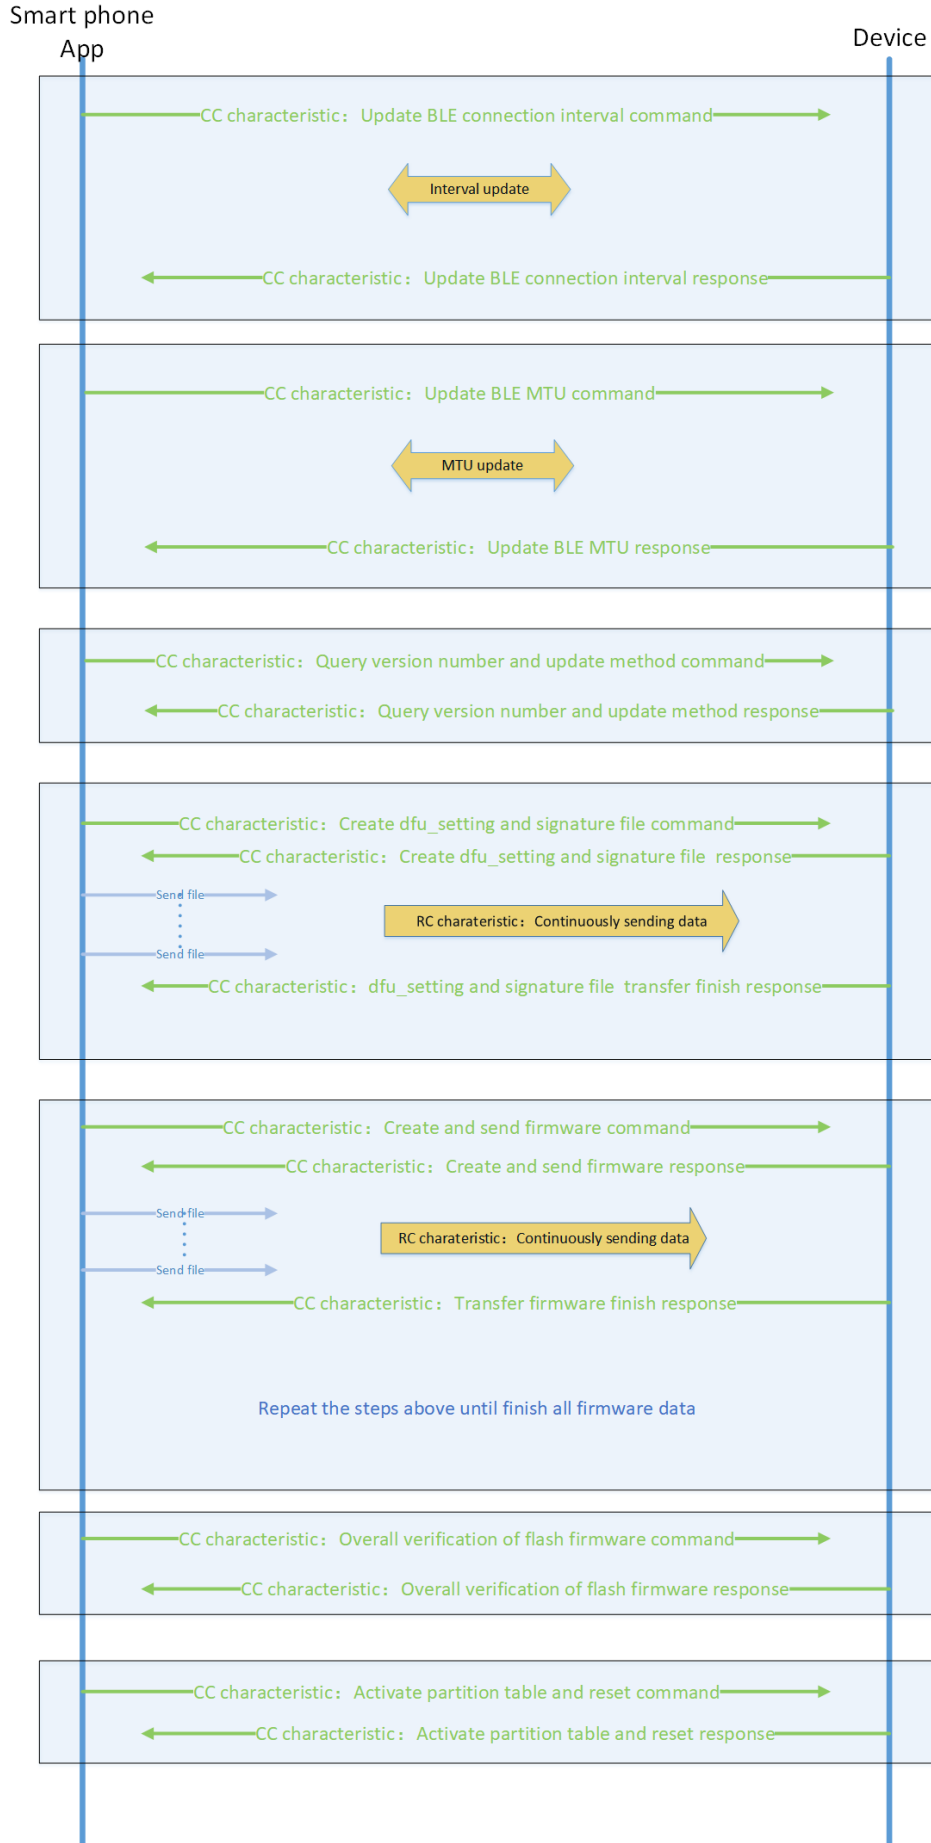 Smart phone
App
Device
CC characteristic：Update BLE connection interval command
Interval update
CC characteristic：Update BLE connection interval response
CC characteristic：Update BLE MTU command
MTU update
CC characteristic：Update BLE MTU response
CC characteristic：Query version number and update method command
CC characteristic：Query version number and update method response
CC characteristic：Create dfu_setting and signature file command
CC characteristic：Create dfu_setting and signature file  response
Send file
RC charateristic：Continuously sending data
Send file
CC characteristic：dfu_setting and signature file  transfer finish response
CC characteristic：Create and send firmware command
CC characteristic：Create and send firmware response
Send file
RC charateristic：Continuously sending data
Send file
CC characteristic：Transfer firmware finish response
Repeat the steps above until finish all firmware data
CC characteristic：Overall verification of flash firmware command
CC characteristic：Overall verification of flash firmware response
CC characteristic：Activate partition table and reset command
CC characteristic：Activate partition table and reset response